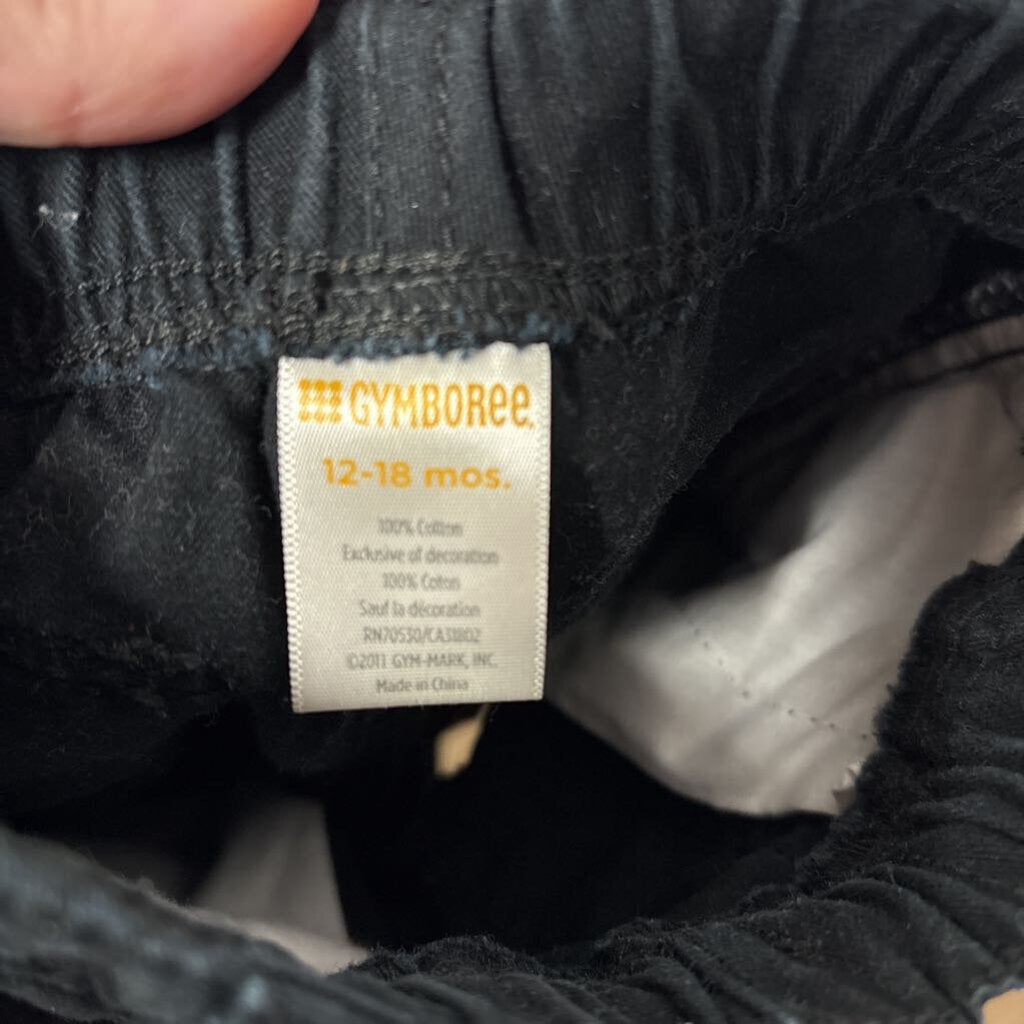 GYMBORee.
12-18 mos.
100% Cotton
Exclusive of decoration
100% Coton
Sauf la décoration
RN70530/CA31802
©2011 GYM-MARK, INC.
Made in China